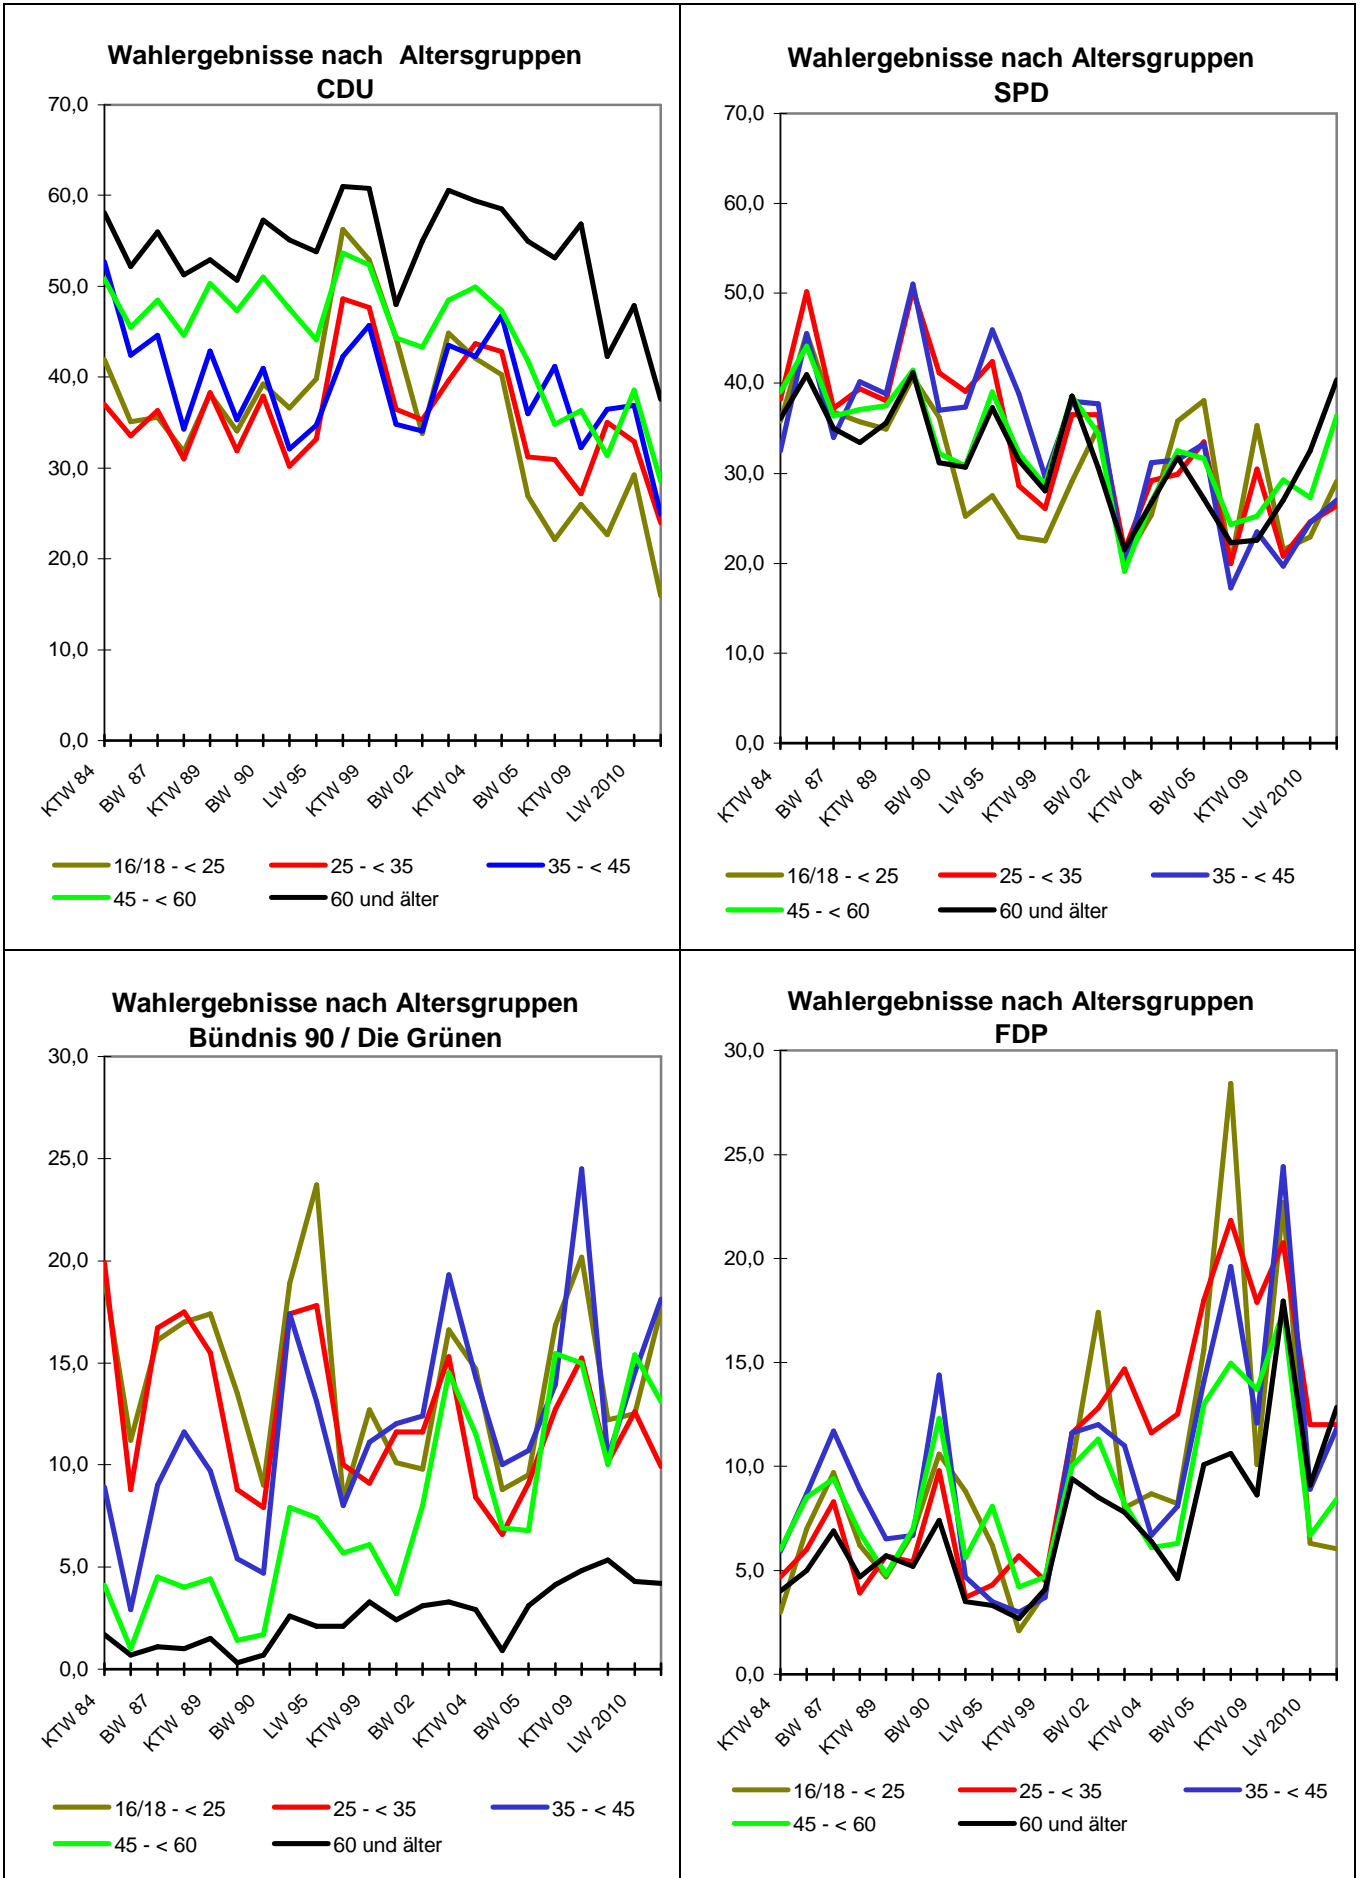 Wahlergebnisse nach Altersgruppen
CDU
70,0
60,0
50,0
40,0
30,0
20,0
10,0
0,0
KTW 84
BW 87
KTW 89
BW 90
LW 95
KTW 99
BW 02
KTW 04
BW 05
KTW 09
LW 2010
16/18 - < 25
25 - < 35
35 - < 45
45 - < 60
60 und älter
Wahlergebnisse nach Altersgruppen
SPD
70,0
60,0
50,0
40,0
30,0
20,0
10,0
0,0
KTW 84
BW 87
KTW 89
BW 90
LW 95
KTW 99
BW 02
KTW 04
BW 05
KTW 09
LW 2010
16/18 - < 25
25 - < 35
35 - < 45
45 - < 60
60 und älter
Wahlergebnisse nach Altersgruppen
Bündnis 90 / Die Grünen
30,0
25,0
20,0
15,0
10,0
5,0
0,0
KTW 84
BW 87
KTW 89
BW 90
LW 95
KTW 99
BW 02
KTW 04
BW 05
KTW 09
LW 2010
16/18 - < 25
25 - < 35
35 - < 45
45 - < 60
60 und älter
Wahlergebnisse nach Altersgruppen
FDP
30,0
25,0
20,0
15,0
10,0
5,0
0,0
KTW 84
BW 87
KTW 89
BW 90
LW 95
KTW 99
BW 02
KTW 04
BW 05
KTW 09
LW 2010
16/18 - < 25
25 - < 35
35 - < 45
45 - < 60
60 und älter